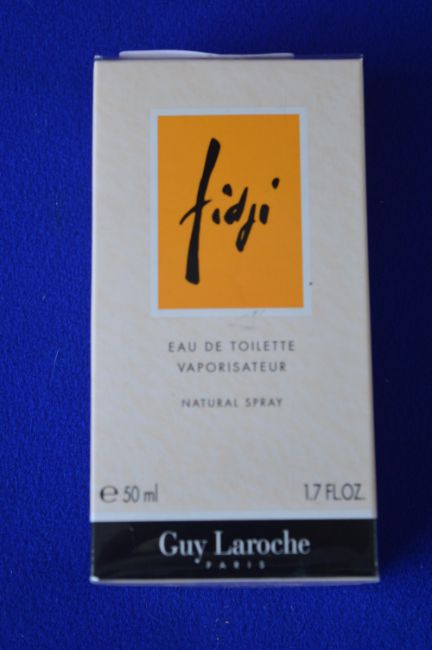 fidji
EAU DE TOILETTE
VAPORISATEUR
NATURAL SPRAY
℮ 50 ml 1.7 FL.OZ.
Guy Laroche
PARIS